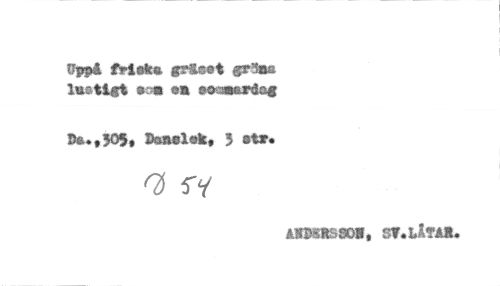 Uppå friska gräset gröna
lustigt som en sommardag
Da.,305, Danslek, 3 str.
D 54
ANDERSSON, SV.LÅTAR.